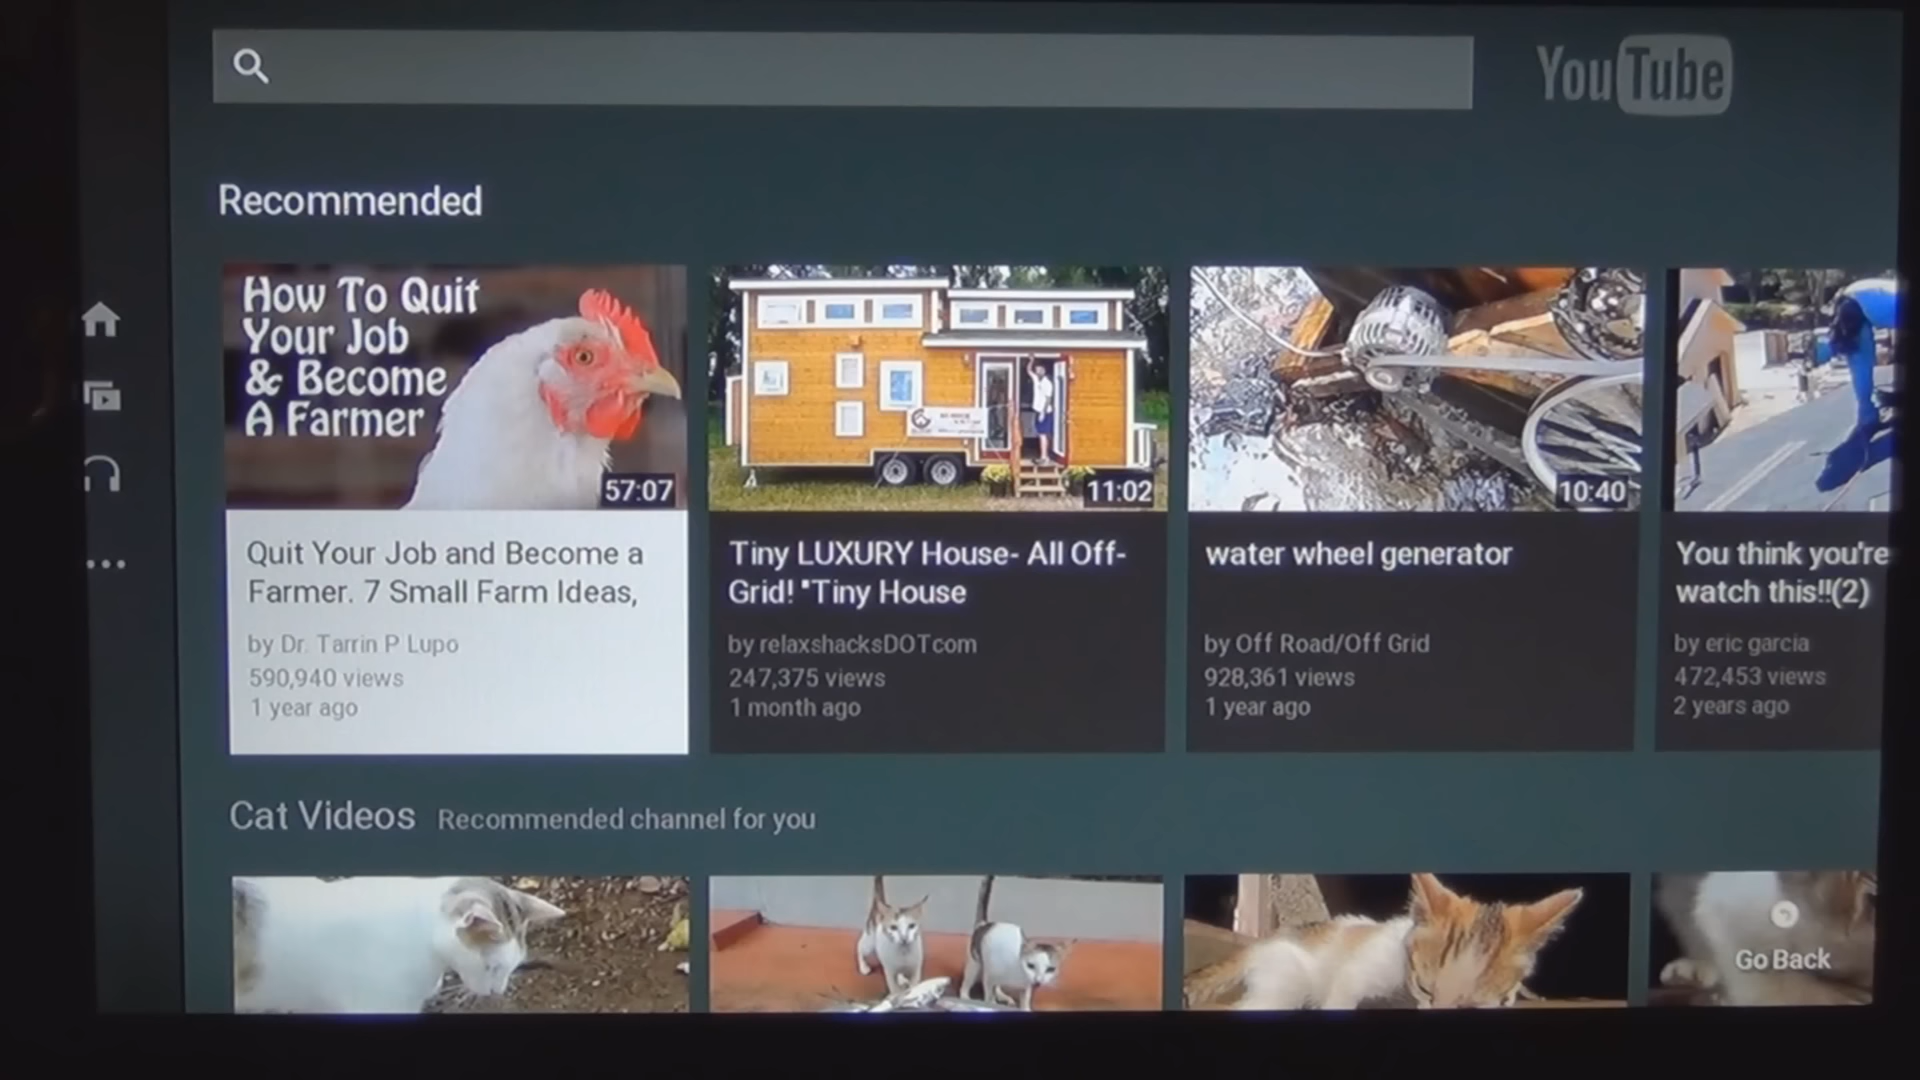 YouTube
Recommended
How To Quit
Your Job
& Become
A Farmer
57:07
11:02
10:40
Quit Your Job and Become a
Farmer. 7 Small Farm Ideas,
by Dr. Tarrin P Lupo
590,940 views
1 year ago
Tiny LUXURY House- All Off-
Grid! "Tiny House
by relaxshacksDOTcom
247,375 views
1 month ago
water wheel generator
by Off Road/Off Grid
928,361 views
1 year ago
You think you're
watch this!!(2)
by eric garcia
472,453 views
2 years ago
Cat Videos Recommended channel for you
Go Back